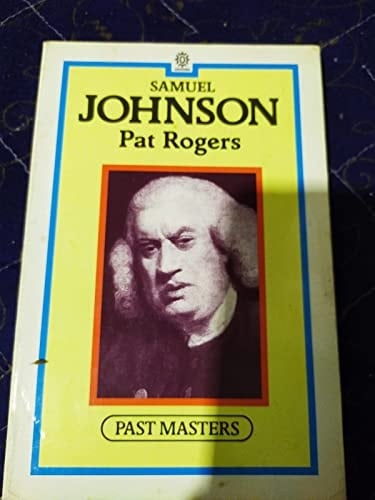 SAMUEL
JOHNSON
Pat Rogers
PAST MASTERS